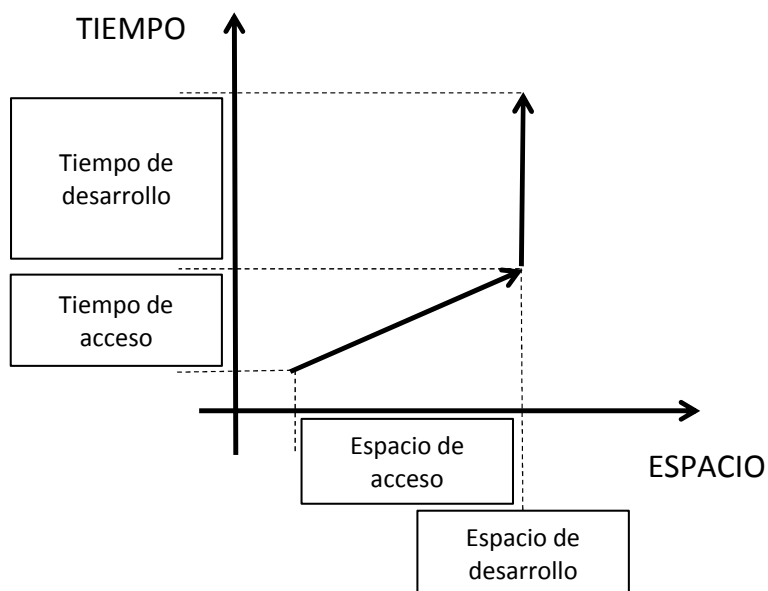 TIEMPO
Tiempo de
desarrollo
Tiempo de
acceso
Espacio de
acceso
ESPACIO
Espacio de
desarrollo